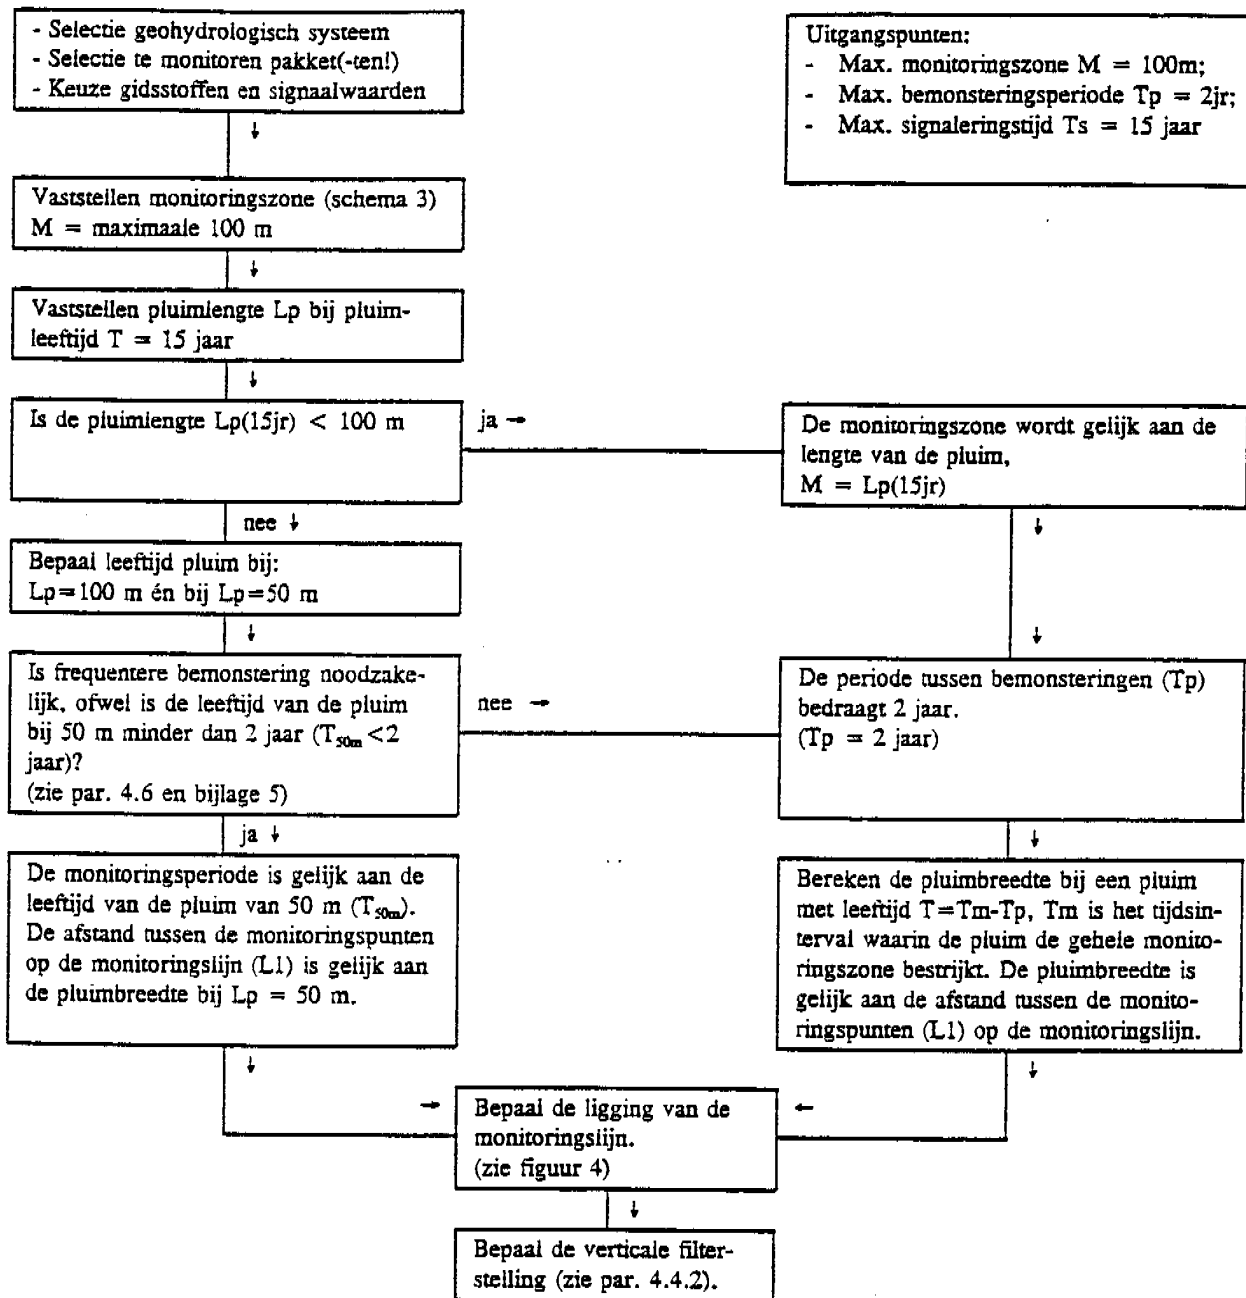 - Selectie geohydrologisch systeem
- Selectie te monitoren pakket(-ten!)
- Keuze gidsstoffen en signaalwaarden
↓
Uitgangspunten:
- Max. monitoringszone M = 100m;
- Max. bemonsteringsperiode Tp = 2jr;
- Max. signaleringstijd Ts = 15 jaar
Vaststellen monitoringszone (schema 3)
M = maximaale 100 m
↓
Vaststellen pluimlengte Lp bij pluim-
leeftijd T = 15 jaar
↓
Is de pluimlengte Lp(15jr) < 100 m
ja →
De monitoringszone wordt gelijk aan de
lengte van de pluim,
M = Lp(15jr)
nee ↓
↓
Bepaal leeftijd pluim bij:
Lp=100 m én bij Lp=50 m
↓
↓
Is frequentere bemonstering noodzake-
lijk, ofwel is de leeftijd van de pluim
bij 50 m minder dan 2 jaar (T50m<2
jaar)?
(zie par. 4.6 en bijlage 5)
nee →
De periode tussen bemonsteringen (Tp)
bedraagt 2 jaar.
(Tp = 2 jaar)
ja ↓
↓
De monitoringsperiode is gelijk aan de
leeftijd van de pluim van 50 m (T50m).
De afstand tussen de monitoringspunten
op de monitoringslijn (L1) is gelijk aan
de pluimbreedte bij Lp = 50 m.
Bereken de pluimbreedte bij een pluim
met leeftijd T=Tm-Tp, Tm is het tijdsin-
terval waarin de pluim de gehele monito-
ringszone bestrijkt. De pluimbreedte is
gelijk aan de afstand tussen de monito-
ringspunten (L1) op de monitoringslijn.
↓
↓
→
Bepaal de ligging van de
monitoringslijn.
(zie figuur 4)
←
↓
Bepaal de verticale filter-
stelling (zie par. 4.4.2).